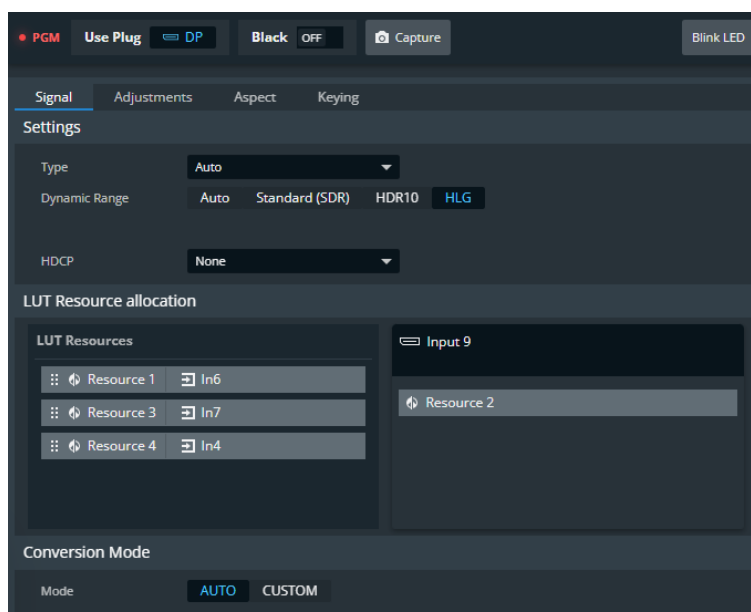 PGM Use Plug DP Black OFF Capture Blink LED
Signal Adjustments Aspect Keying
Settings
Type Auto
Dynamic Range Auto Standard (SDR) HDR10 HLG
HDCP None
LUT Resource allocation
LUT Resources
Input 9
Resource 1 In6
Resource 2
Resource 3 In7
Resource 4 In4
Conversion Mode
Mode AUTO CUSTOM